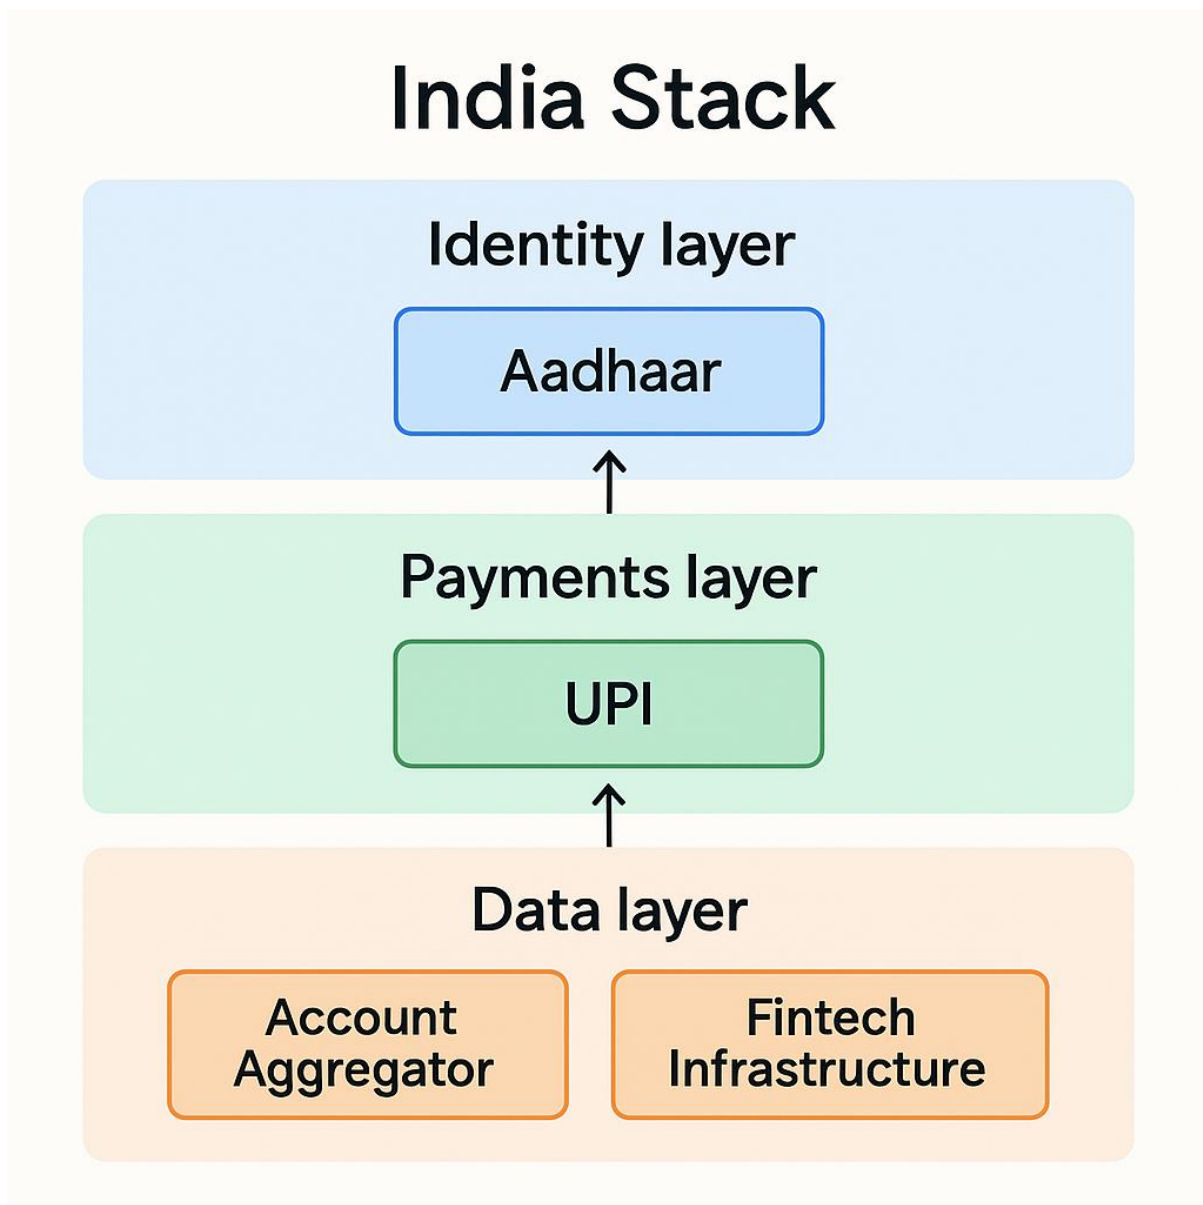 India Stack
Identity layer
Aadhaar
Payments layer
UPI
Data layer
Account
Aggregator
Fintech
Infrastructure